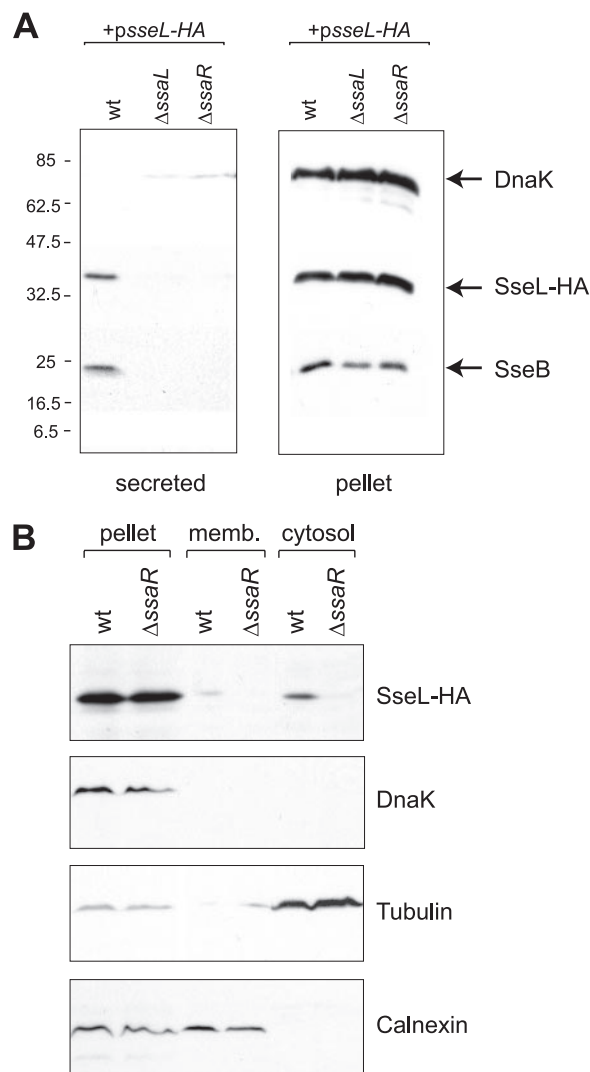 A
+psseL-HA
+psseL-HA
wt
ΔssaL
ΔssaR
wt
ΔssaL
ΔssaR
85 -
62.5 -
47.5 -
32.5 -
25 -
16.5 -
6.5 -
DnaK
SseL-HA
SseB
secreted
pellet
B
pellet
memb.
cytosol
wt
ΔssaR
wt
ΔssaR
wt
ΔssaR
SseL-HA
DnaK
Tubulin
Calnexin